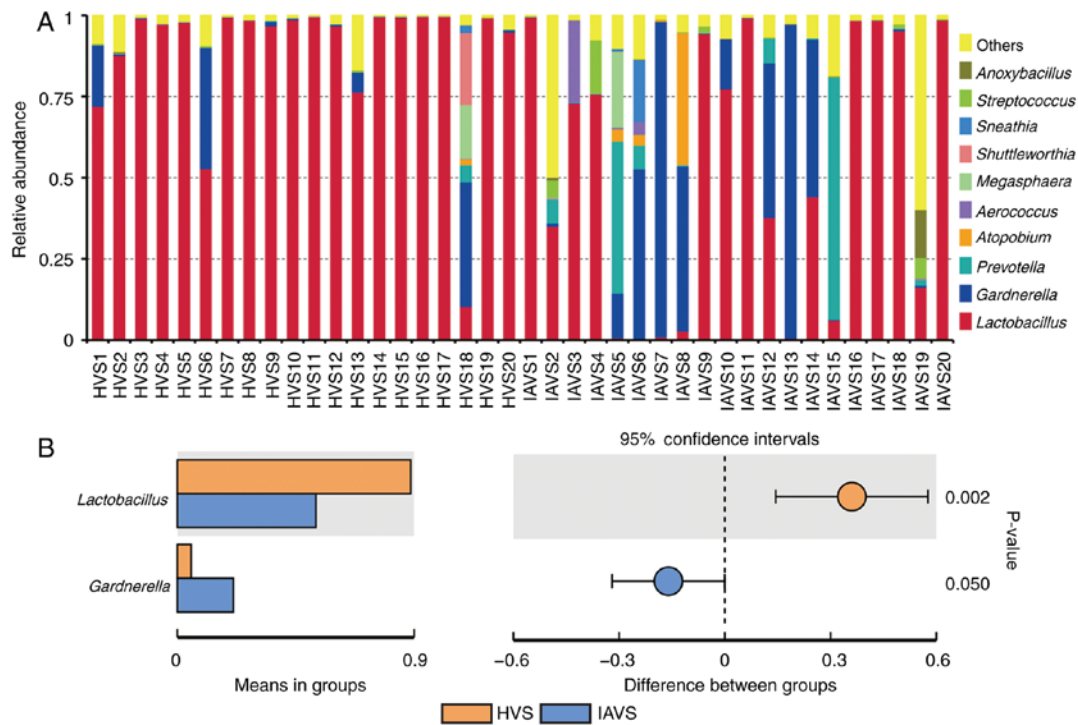 A
Relative abundance
1
0.75
0.5
0.25
0
Others
Anoxybacillus
Streptococcus
Sneathia
Shuttleworthia
Megasphaera
Aerococcus
Atopobium
Prevotella
Gardnerella
Lactobacillus
HVS1
HVS2
HVS3
HVS4
HVS5
HVS6
HVS7
HVS8
HVS9
HVS10
HVS11
HVS12
HVS13
HVS14
HVS15
HVS16
HVS17
HVS18
HVS19
HVS20
IAVS1
IAVS2
IAVS3
IAVS4
IAVS5
IAVS6
IAVS7
IAVS8
IAVS9
IAVS10
IAVS11
IAVS12
IAVS13
IAVS14
IAVS15
IAVS16
IAVS17
IAVS18
IAVS19
IAVS20
B
95% confidence intervals
Lactobacillus
0.002
Gardnerella
0.050
P-value
0 0.9
−0.6 −0.3 0 0.3 0.6
Means in groups
Difference between groups
HVS IAVS